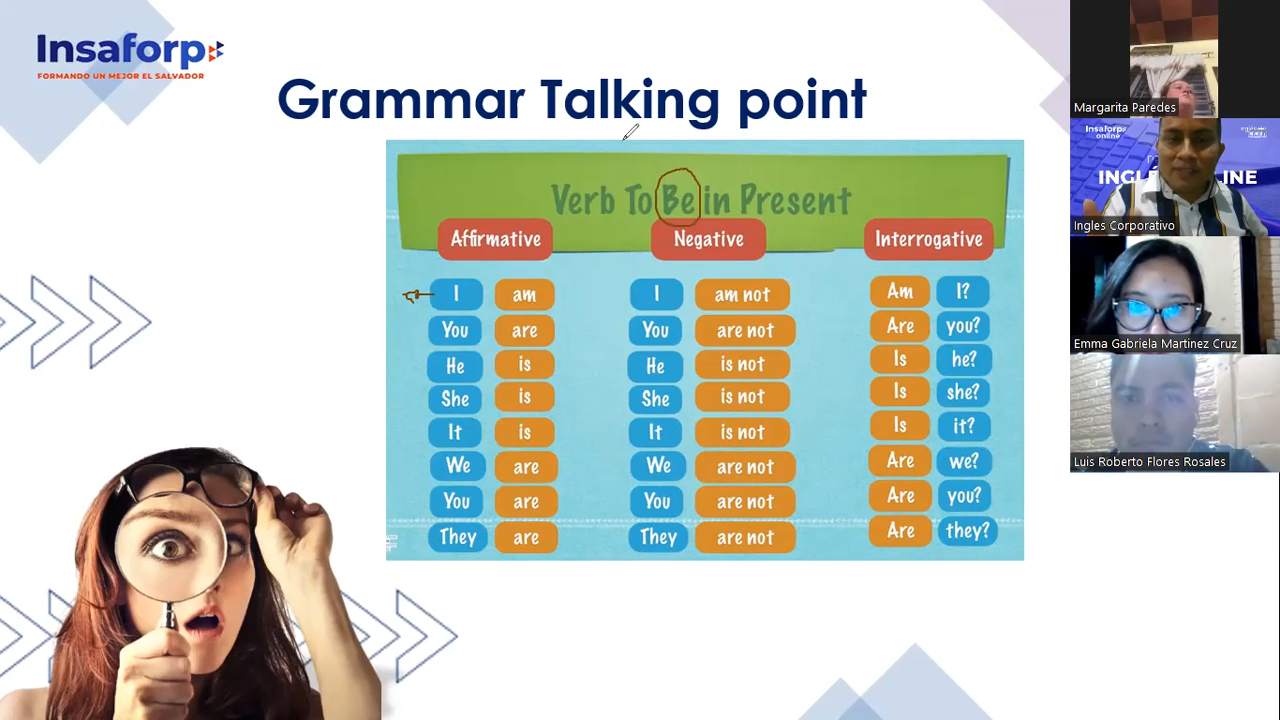 Insaforp
FORMANDO UN MEJOR EL SALVADOR
Grammar Talking point
Verb To Be in Present
Affirmative Negative Interrogative
I am I am not Am I?
You are You are not Are you?
He is He is not Is he?
She is She is not Is she?
It is It is not Is it?
We are We are not Are we?
You are You are not Are you?
They are They are not Are they?
Margarita Paredes
Insaforp
online
INGL
INE
Ingles Corporativo
Emma Gabriela Martinez Cruz
Luis Roberto Flores Rosales